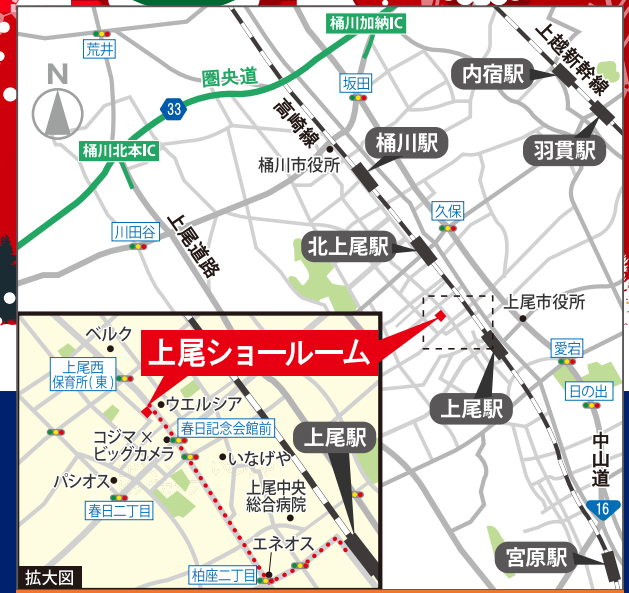 桶川加納IC
上越新幹線
荒井
内宿駅
圏央道
坂田
N
33
高崎線
桶川駅
羽貫駅
桶川北本IC
桶川市役所
久保
川田谷
上尾道路
北上尾駅
上尾市役所
ベルク
上尾ショールーム
愛宕
上尾西
保育所(東)
日の出
ウエルシア
上尾駅
春日記念会館前
上尾駅
コジマ×
ビッグカメラ
いなげや
中山道
パシオス
上尾中央
総合病院
春日二丁目
16
エネオス
宮原駅
柏座二丁目
拡大図